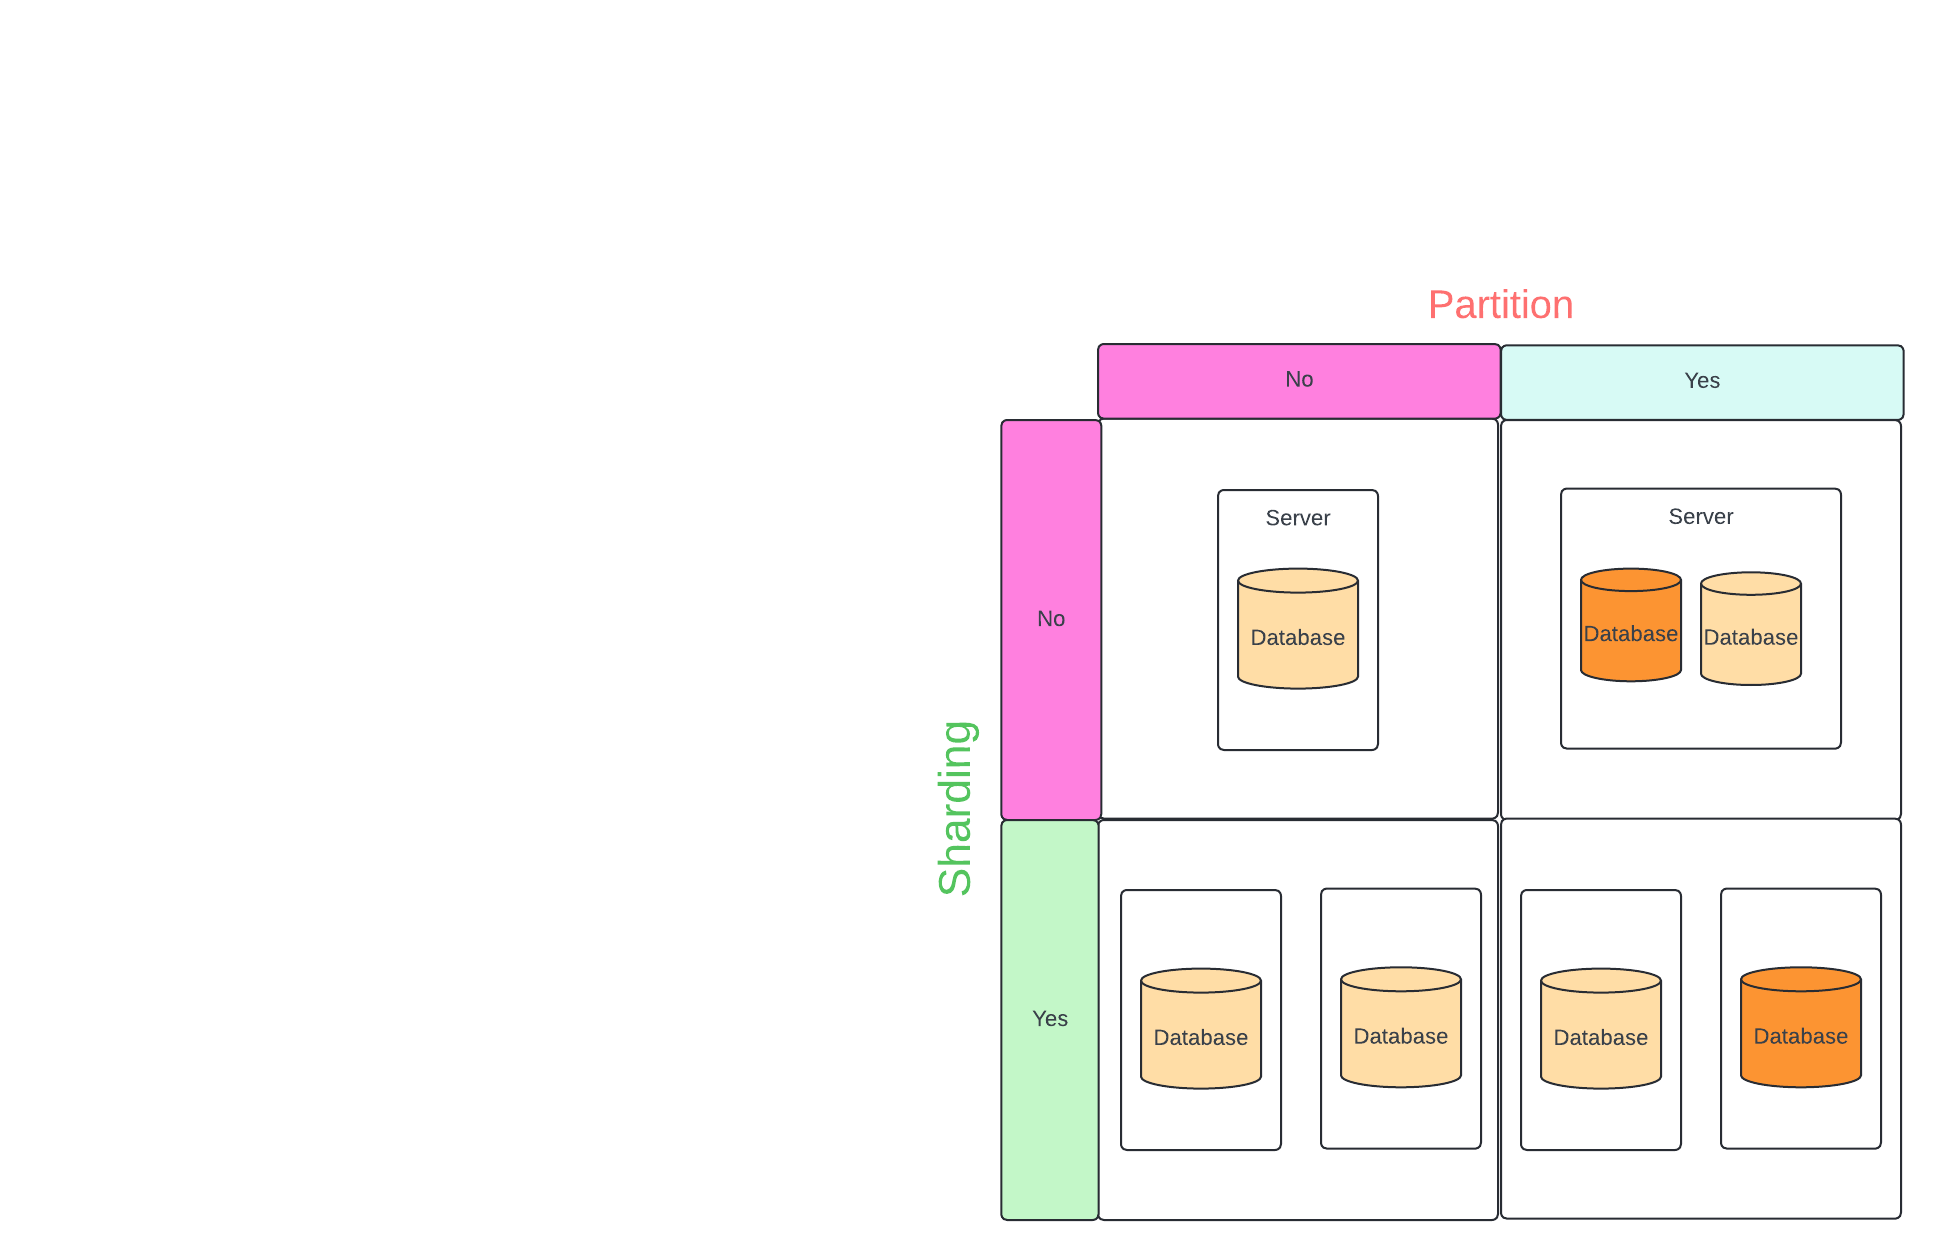 Partition
No
Yes
Sharding
No
Server
Database
Server
Database
Database
Yes
Database
Database
Database
Database